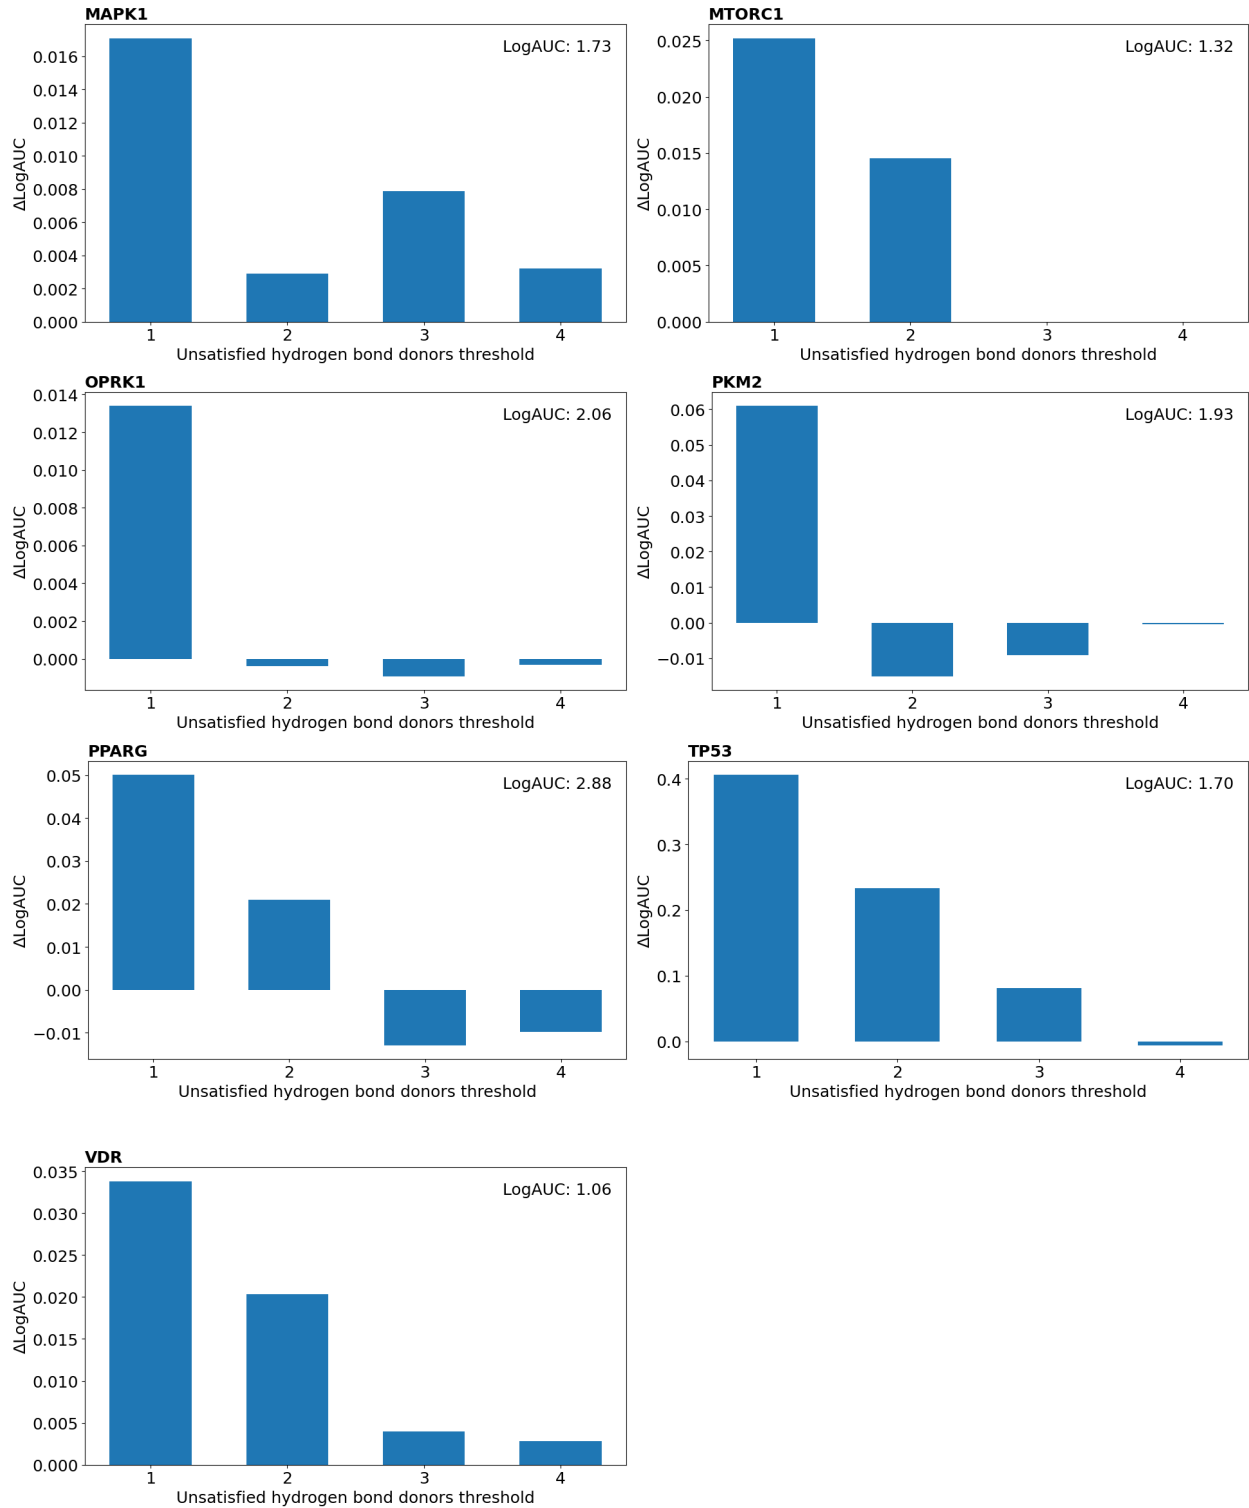 MAPK1
LogAUC: 1.73
0.016
0.014
0.012
0.010
0.008
0.006
0.004
0.002
0.000
ΔLogAUC
1 2 3 4
Unsatisfied hydrogen bond donors threshold
MTORC1
LogAUC: 1.32
0.025
0.020
0.015
0.010
0.005
0.000
ΔLogAUC
1 2 3 4
Unsatisfied hydrogen bond donors threshold
OPRK1
LogAUC: 2.06
0.014
0.012
0.010
0.008
0.006
0.004
0.002
0.000
ΔLogAUC
1 2 3 4
Unsatisfied hydrogen bond donors threshold
PKM2
LogAUC: 1.93
0.06
0.05
0.04
0.03
0.02
0.01
0.00
−0.01
ΔLogAUC
1 2 3 4
Unsatisfied hydrogen bond donors threshold
PPARG
LogAUC: 2.88
0.05
0.04
0.03
0.02
0.01
0.00
−0.01
ΔLogAUC
1 2 3 4
Unsatisfied hydrogen bond donors threshold
TP53
LogAUC: 1.70
0.4
0.3
0.2
0.1
0.0
ΔLogAUC
1 2 3 4
Unsatisfied hydrogen bond donors threshold
VDR
LogAUC: 1.06
0.035
0.030
0.025
0.020
0.015
0.010
0.005
0.000
ΔLogAUC
1 2 3 4
Unsatisfied hydrogen bond donors threshold